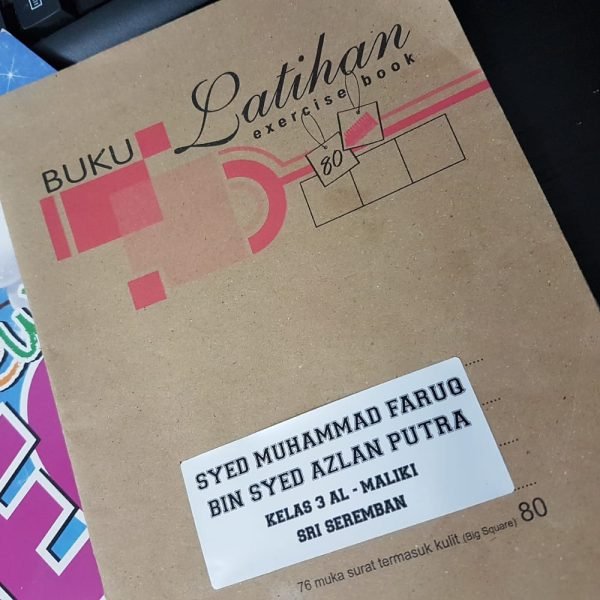 BUKU Latihan
exercise book
80
SYED MUHAMMAD FARUQ
BIN SYED AZLAN PUTRA
KELAS 3 AL - MALIKI
SRI SEREMBAN
76 muka surat termasuk kulit (Big Square) 80